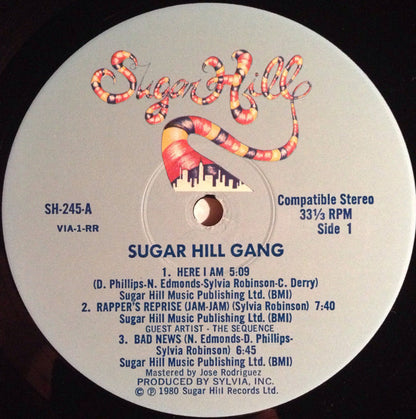 Sugar Hill
SH-245-A
VIA-1-RR
Compatible Stereo
33⅓ RPM
Side 1
SUGAR HILL GANG
1. HERE I AM 5:09
(D. Phillips-N. Edmonds-Sylvia Robinson-C. Derry)
Sugar Hill Music Publishing Ltd. (BMI)
2. RAPPER'S REPRISE (JAM-JAM) (Sylvia Robinson) 7:40
Sugar Hill Music Publishing Ltd. (BMI)
GUEST ARTIST - THE SEQUENCE
3. BAD NEWS (N. Edmonds-D. Phillips-
Sylvia Robinson) 6:45
Sugar Hill Music Publishing Ltd. (BMI)
Mastered by Jose Rodriguez
PRODUCED BY SYLVIA, INC.
© ℗ 1980 Sugar Hill Records Ltd.